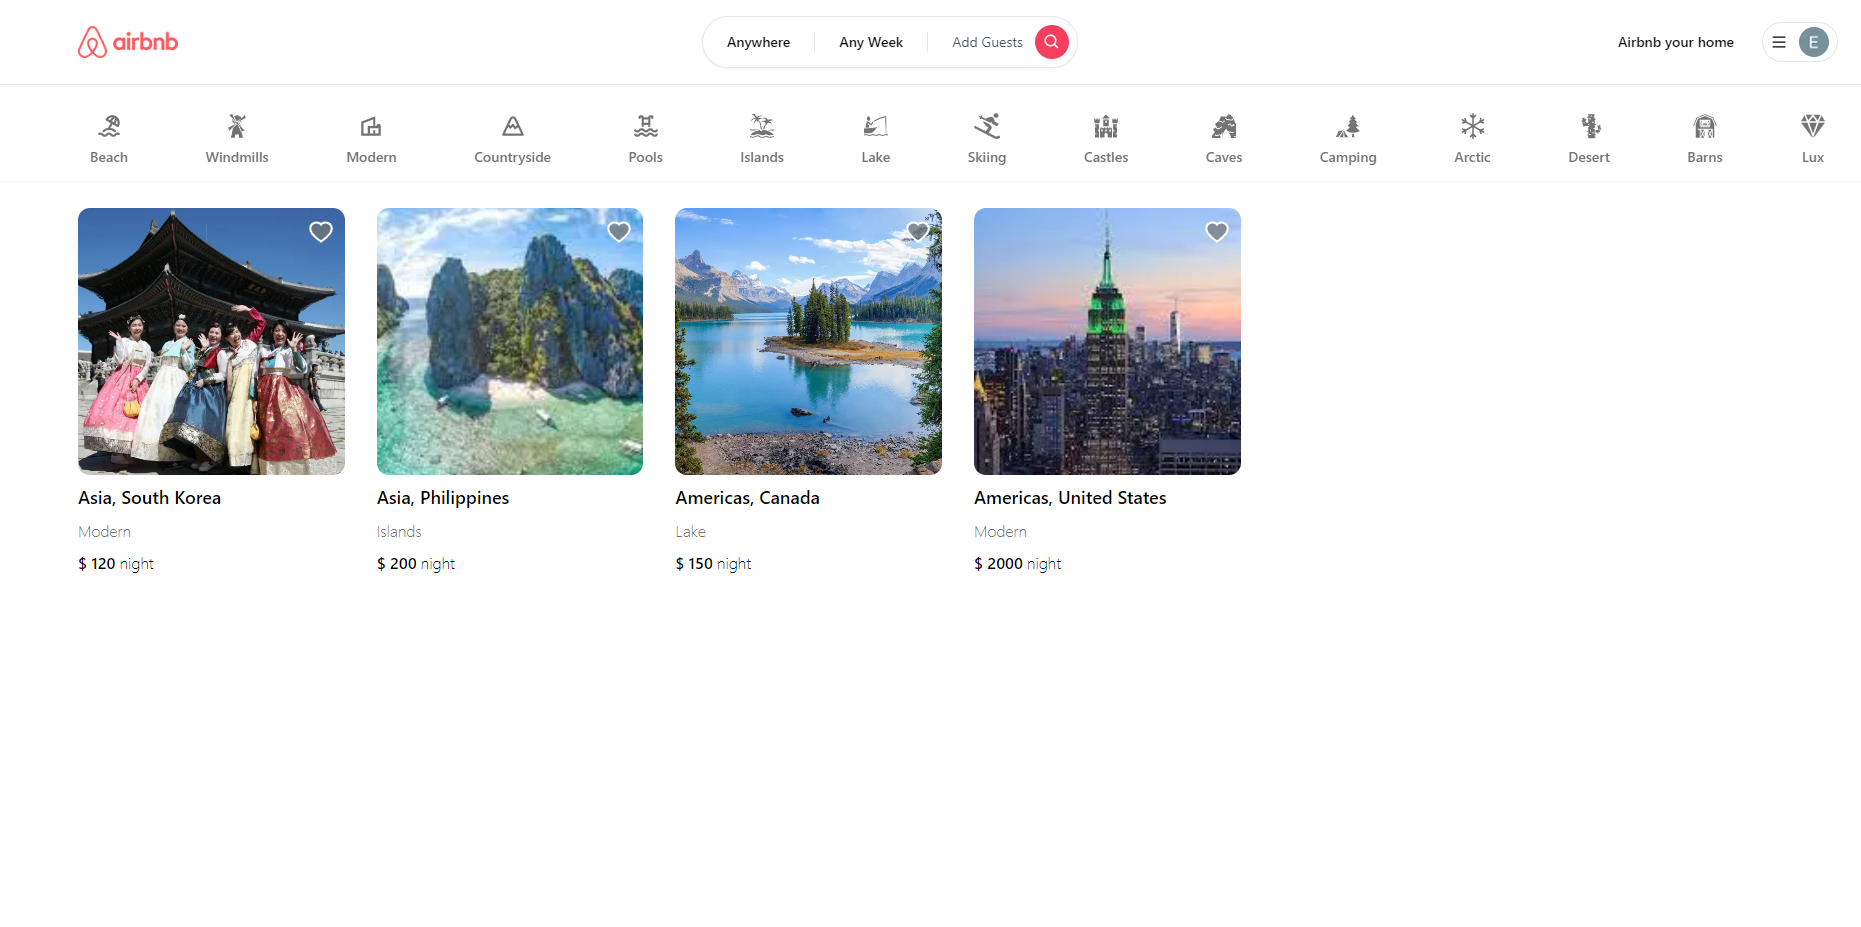 airbnb
Anywhere
Any Week
Add Guests
Airbnb your home
E
Beach
Windmills
Modern
Countryside
Pools
Islands
Lake
Skiing
Castles
Caves
Camping
Arctic
Desert
Barns
Lux
Asia, South Korea
Modern
$ 120 night
Asia, Philippines
Islands
$ 200 night
Americas, Canada
Lake
$ 150 night
Americas, United States
Modern
$ 2000 night